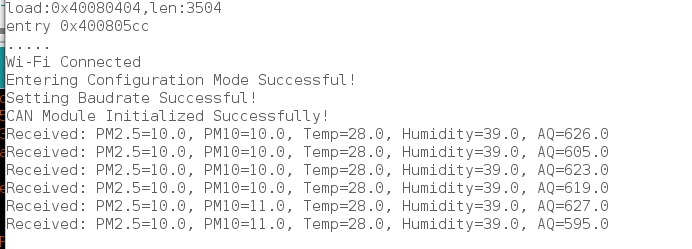 load:0x40080404,len:3504
entry 0x400805cc
.....
Wi-Fi Connected
Entering Configuration Mode Successful!
Setting Baudrate Successful!
CAN Module Initialized Successfully!
Received: PM2.5=10.0, PM10=10.0, Temp=28.0, Humidity=39.0, AQ=626.0
Received: PM2.5=10.0, PM10=10.0, Temp=28.0, Humidity=39.0, AQ=605.0
Received: PM2.5=10.0, PM10=10.0, Temp=28.0, Humidity=39.0, AQ=623.0
Received: PM2.5=10.0, PM10=10.0, Temp=28.0, Humidity=39.0, AQ=619.0
Received: PM2.5=10.0, PM10=11.0, Temp=28.0, Humidity=39.0, AQ=627.0
Received: PM2.5=10.0, PM10=11.0, Temp=28.0, Humidity=39.0, AQ=595.0